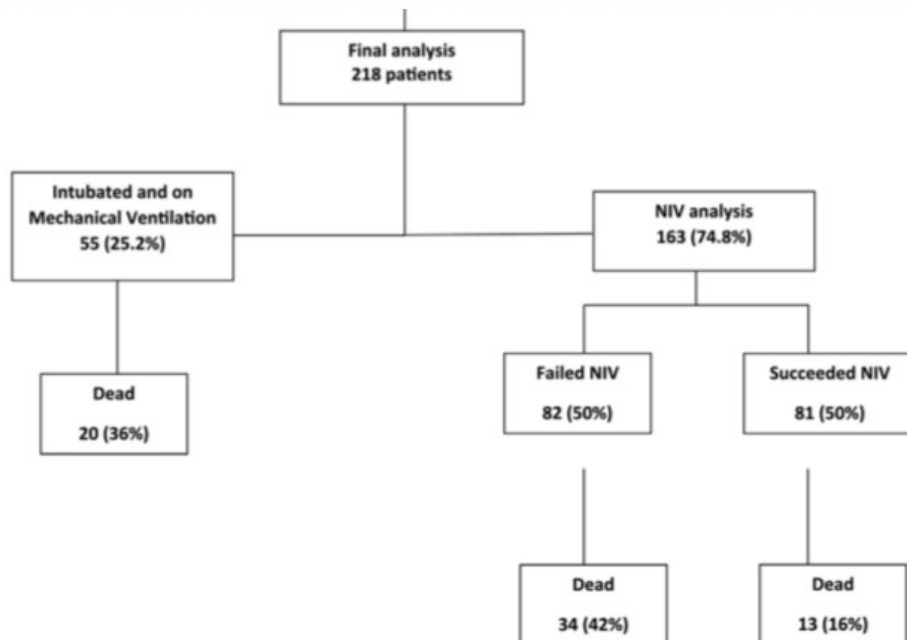 Final analysis
218 patients
Intubated and on
Mechanical Ventilation
55 (25.2%)
NIV analysis
163 (74.8%)
Dead
20 (36%)
Failed NIV
82 (50%)
Succeeded NIV
81 (50%)
Dead
34 (42%)
Dead
13 (16%)